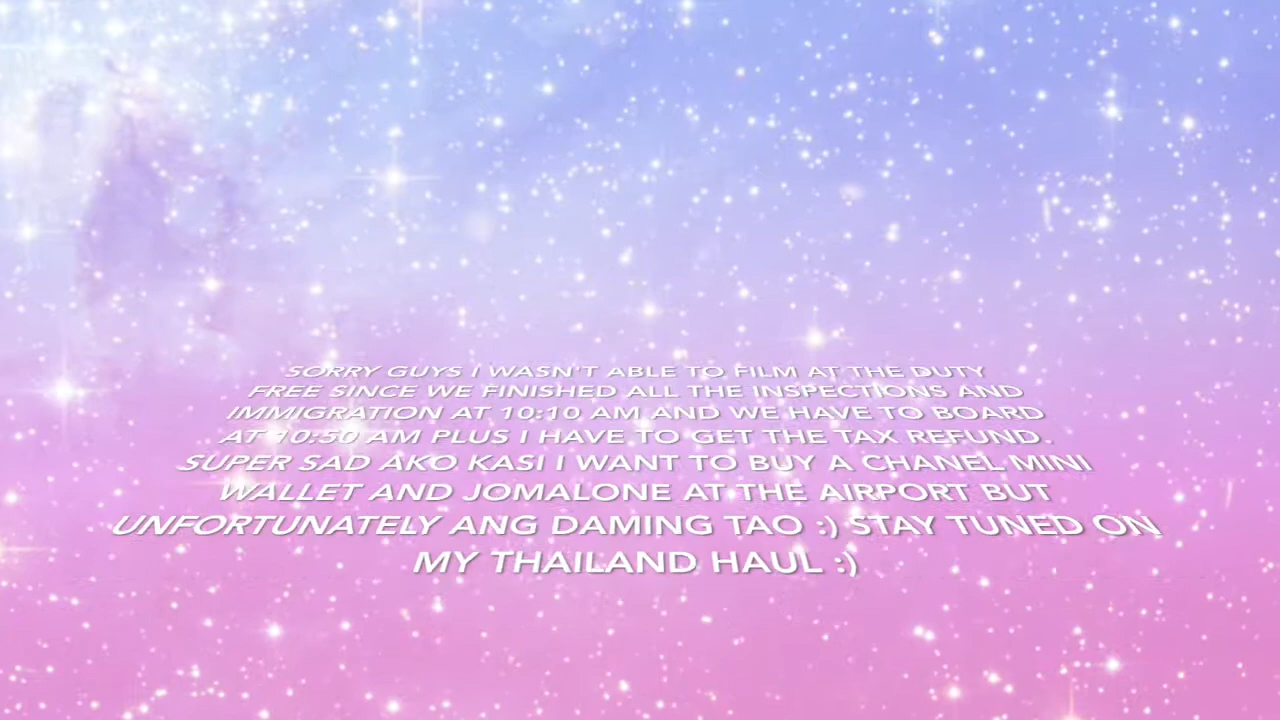 SORRY GUYS I WASN'T ABLE TO FILM AT THE DUTY
FREE SINCE WE FINISHED ALL THE INSPECTIONS AND
IMMIGRATION AT 10:10 AM AND WE HAVE TO BOARD
AT 10:50 AM PLUS I HAVE TO GET THE TAX REFUND.
SUPER SAD AKO KASI I WANT TO BUY A CHANEL MINI
WALLET AND JOMALONE AT THE AIRPORT BUT
UNFORTUNATELY ANG DAMING TAO :) STAY TUNED ON
MY THAILAND HAUL :)